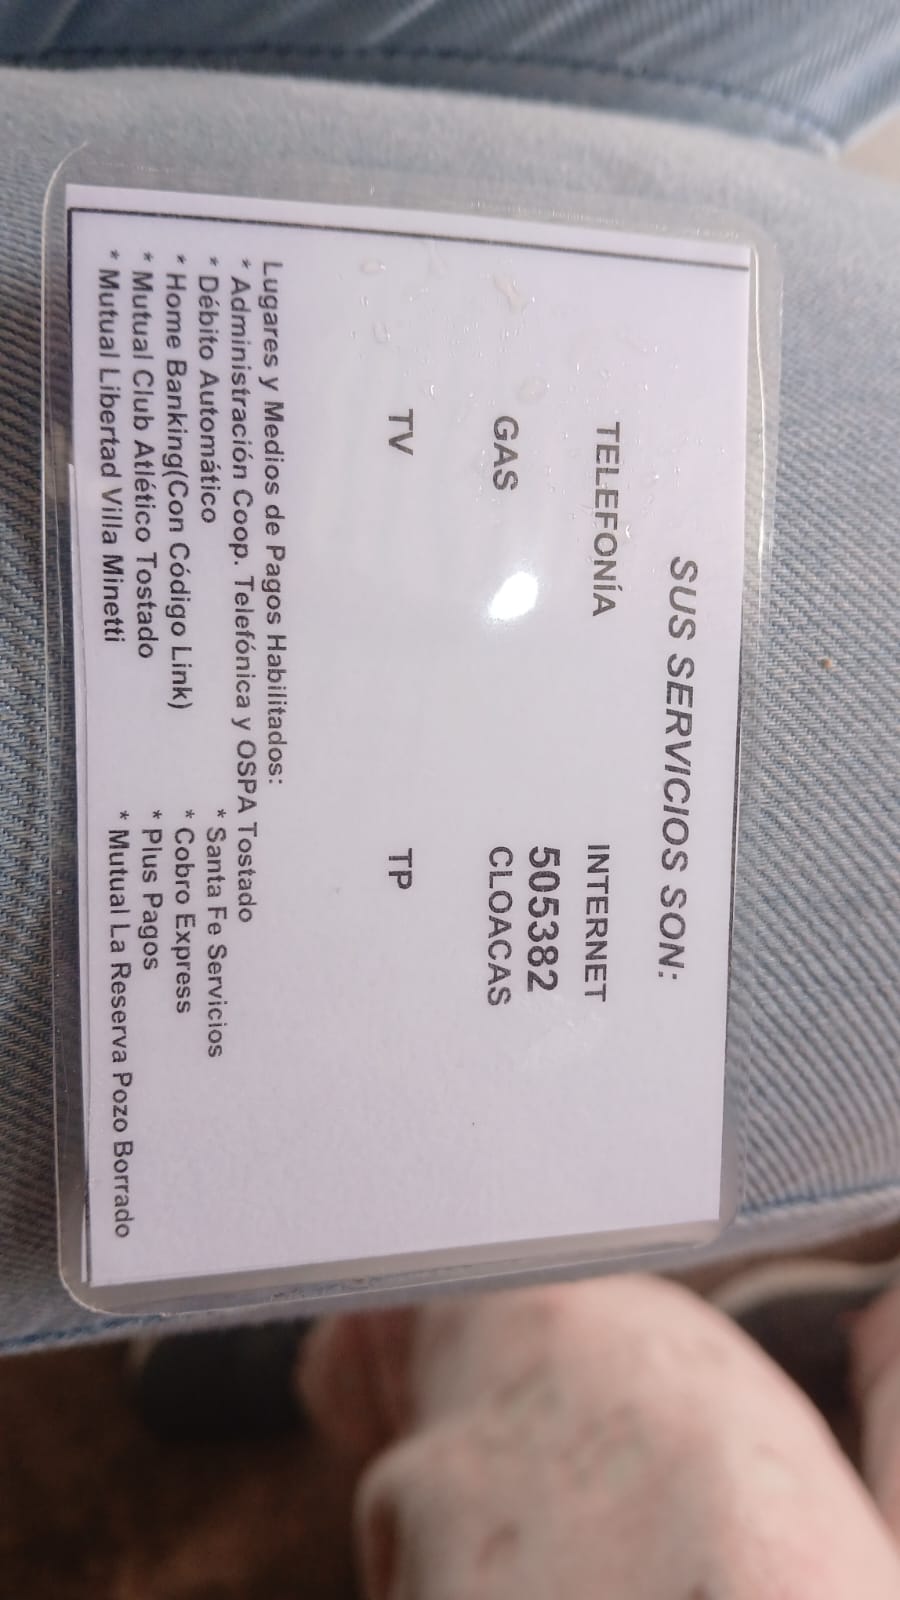 SUS SERVICIOS SON:
TELEFONÍA INTERNET
505382
GAS CLOACAS
TV TP
Lugares y Medios de Pagos Habilitados:
* Administración Coop. Telefónica y OSPA Tostado
* Débito Automático * Santa Fe Servicios
* Home Banking(Con Código Link) * Cobro Express
* Mutual Club Atlético Tostado * Plus Pagos
* Mutual Libertad Villa Minetti * Mutual La Reserva Pozo Borrado